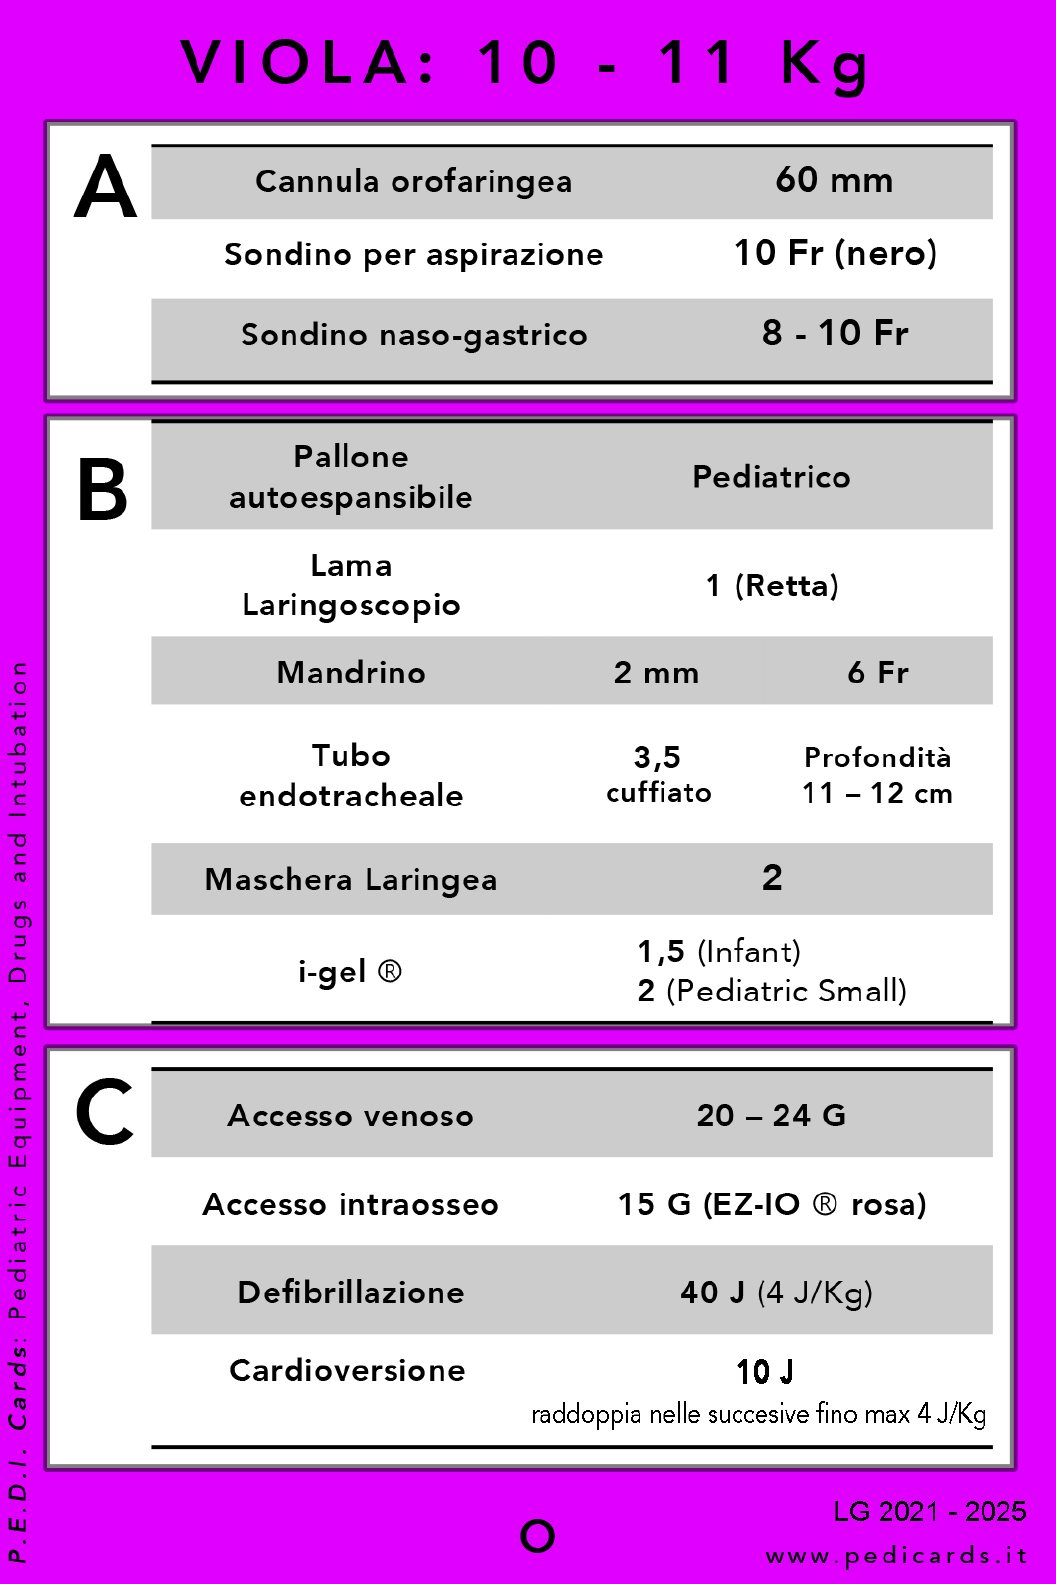 VIOLA: 10 - 11 Kg
A
Cannula orofaringea 60 mm
Sondino per aspirazione 10 Fr (nero)
Sondino naso-gastrico 8 - 10 Fr
B
Pallone
autoespansibile
Pediatrico
Lama
Laringoscopio
1 (Retta)
Mandrino 2 mm 6 Fr
Tubo
endotracheale
3,5
cuffiato
Profondità
11 – 12 cm
Maschera Laringea 2
i-gel ®
1,5 (Infant)
2 (Pediatric Small)
C
Accesso venoso 20 – 24 G
Accesso intraosseo 15 G (EZ-IO ® rosa)
Defibrillazione 40 J (4 J/Kg)
Cardioversione 10 J
raddoppia nelle succesive fino max 4 J/Kg
P.E.D.I. Cards: Pediatric Equipment, Drugs and Intubation
LG 2021 - 2025
www.pedicards.it